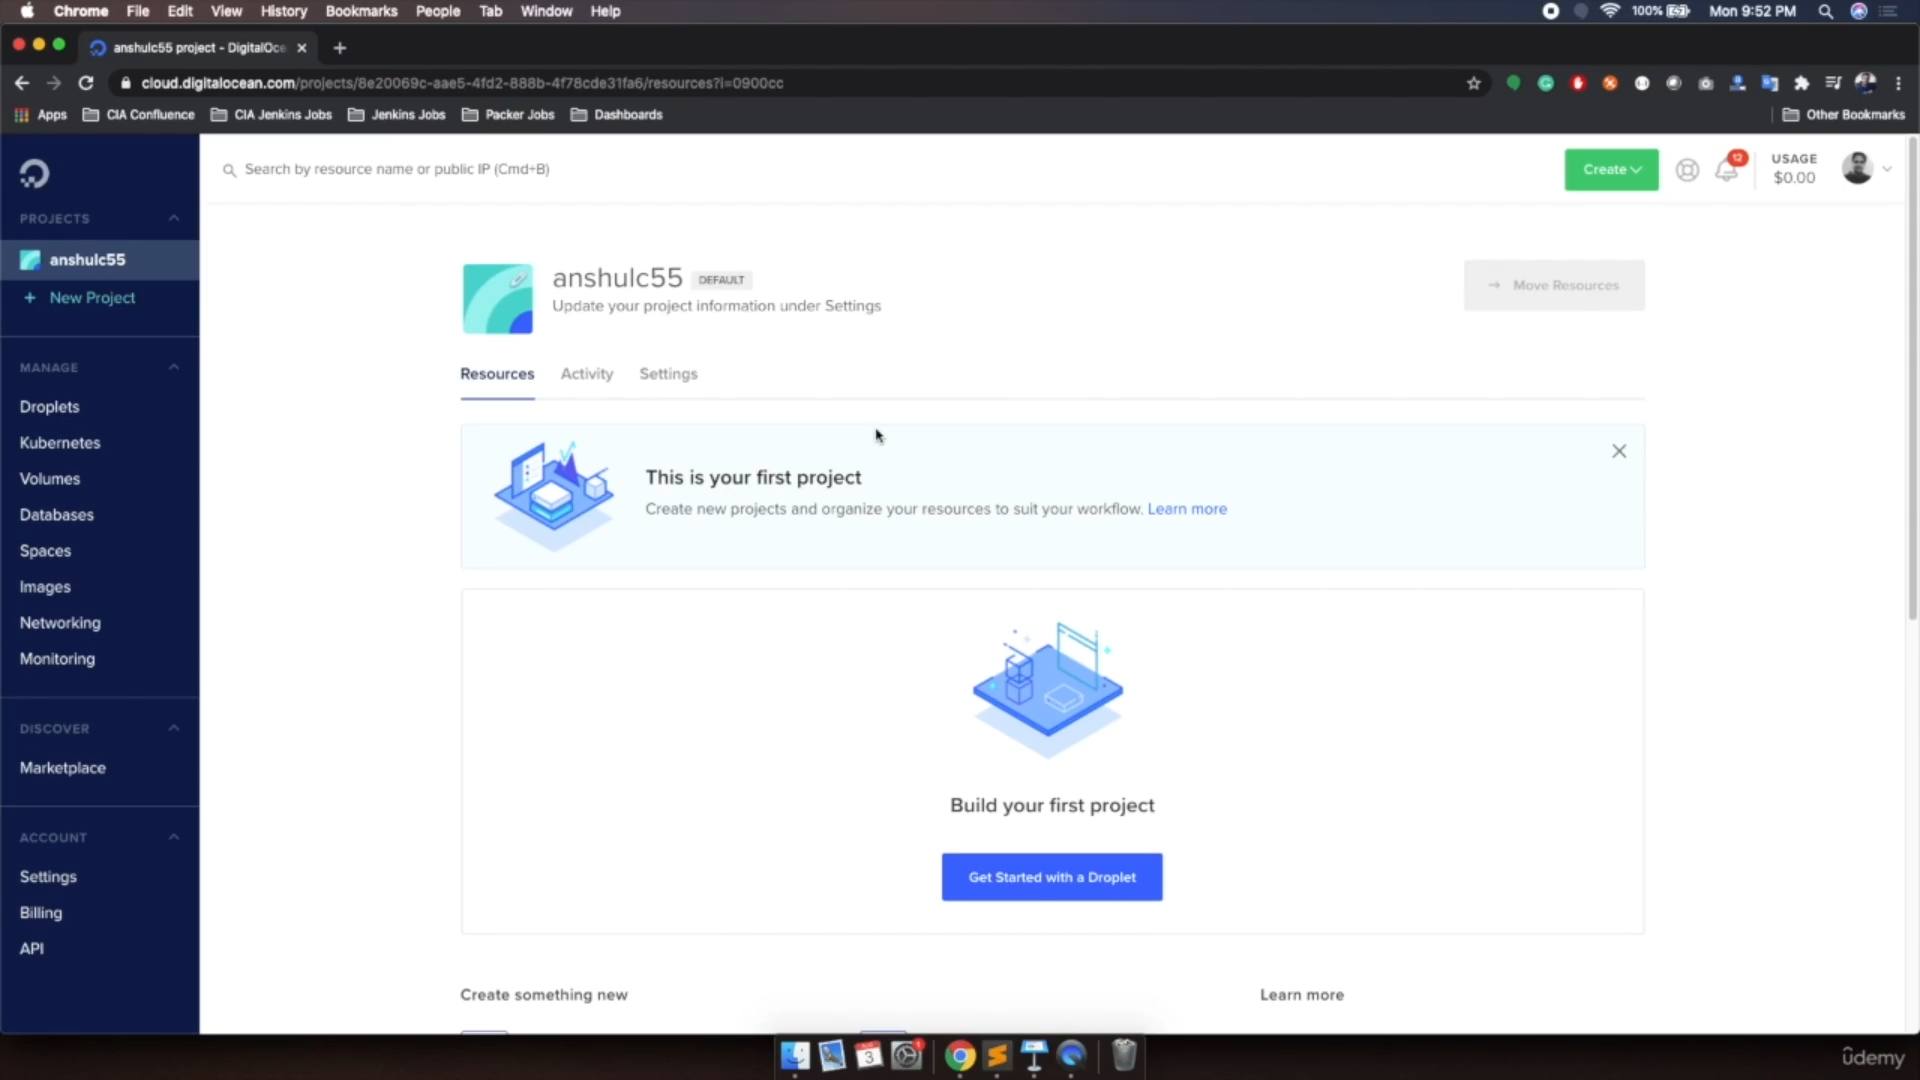 Chrome File Edit View History Bookmarks People Tab Window Help 100% Mon 9:52 PM
anshulc55 project - DigitalOce
cloud.digitalocean.com/projects/8e20069c-aae5-4fd2-888b-4f78cde31fa6/resources?i=0900cc
Apps CIA Confluence CIA Jenkins Jobs Jenkins Jobs Packer Jobs Dashboards Other Bookmarks
Search by resource name or public IP (Cmd+B)
Create
12
USAGE
$0.00
PROJECTS
anshulc55
+ New Project
MANAGE
Droplets
Kubernetes
Volumes
Databases
Spaces
Images
Networking
Monitoring
DISCOVER
Marketplace
ACCOUNT
Settings
Billing
API
anshulc55 DEFAULT
Update your project information under Settings
→ Move Resources
Resources Activity Settings
This is your first project
Create new projects and organize your resources to suit your workflow. Learn more
Build your first project
Get Started with a Droplet
Create something new
Learn more
3
1
ûdemy